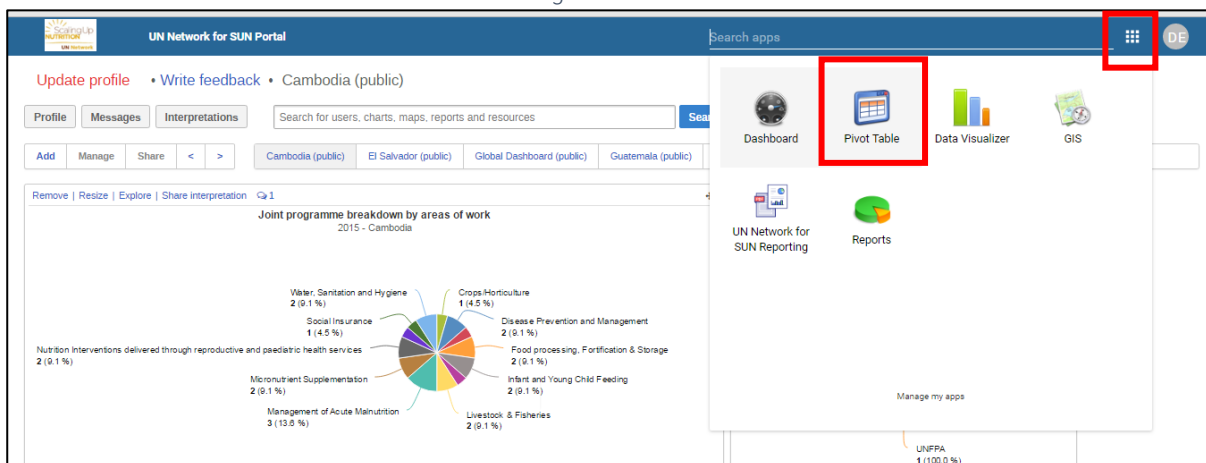 Scaling Up
NUTRITION
UN Network
UN Network for SUN Portal
Search apps
DE
Update profile • Write feedback • Cambodia (public)
Profile Messages Interpretations Search for users, charts, maps, reports and resources Sea
Add Manage Share < > Cambodia (public) El Salvador (public) Global Dashboard (public) Guatemala (public)
Dashboard Pivot Table Data Visualizer GIS
UN Network for
SUN Reporting
Reports
Manage my apps
Remove | Resize | Explore | Share interpretation 1
Joint programme breakdown by areas of work
2015 - Cambodia
Water, Sanitation and Hygiene
2 (9.1 %)
Crops/Horticulture
1 (4.5 %)
Social Insurance
1 (4.5 %)
Disease Prevention and Management
2 (9.1 %)
Nutrition Interventions delivered through reproductive and paediatric health services
2 (9.1 %)
Food processing, Fortification & Storage
2 (9.1 %)
Micronutrient Supplementation
2 (9.1 %)
Infant and Young Child Feeding
2 (9.1 %)
Management of Acute Malnutrition
3 (13.6 %)
Livestock & Fisheries
2 (9.1 %)
UNFPA
1 (100.0 %)